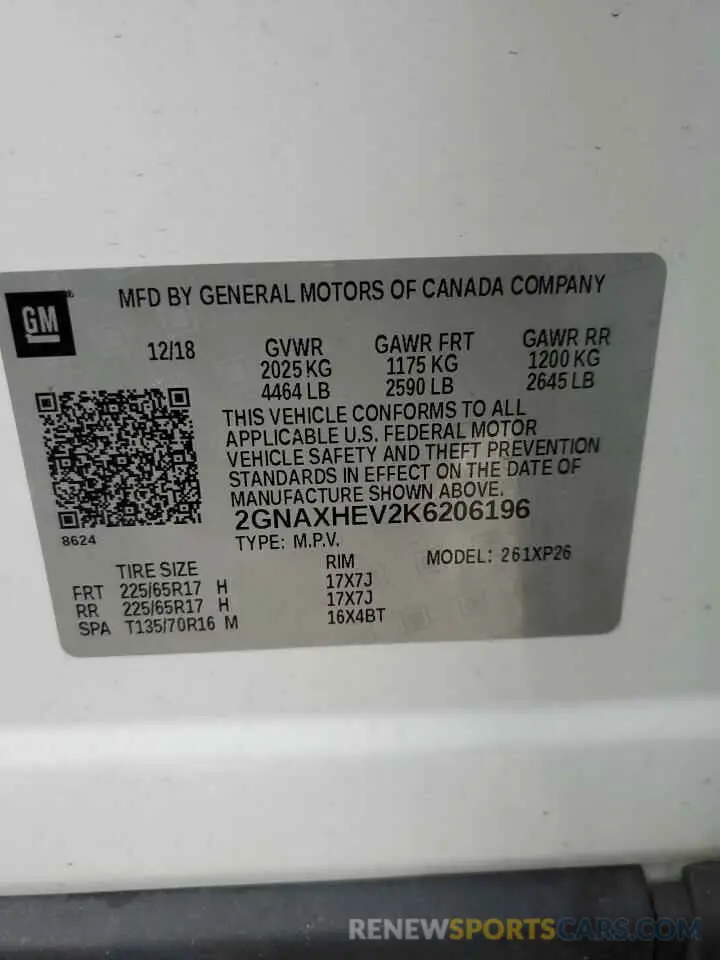 GM®
MFD BY GENERAL MOTORS OF CANADA COMPANY
12/18
GVWR GAWR FRT GAWR RR
2025 KG 1175 KG 1200 KG
4464 LB 2590 LB 2645 LB
THIS VEHICLE CONFORMS TO ALL
APPLICABLE U.S. FEDERAL MOTOR
VEHICLE SAFETY AND THEFT PREVENTION
STANDARDS IN EFFECT ON THE DATE OF
MANUFACTURE SHOWN ABOVE.
8624
2GNAXHEV2K6206196
TYPE: M.P.V. MODEL: 261XP26
TIRE SIZE RIM
FRT 225/65R17 H 17X7J
RR 225/65R17 H 17X7J
SPA T135/70R16 M 16X4BT
RENEWSPORTSCARS.COM